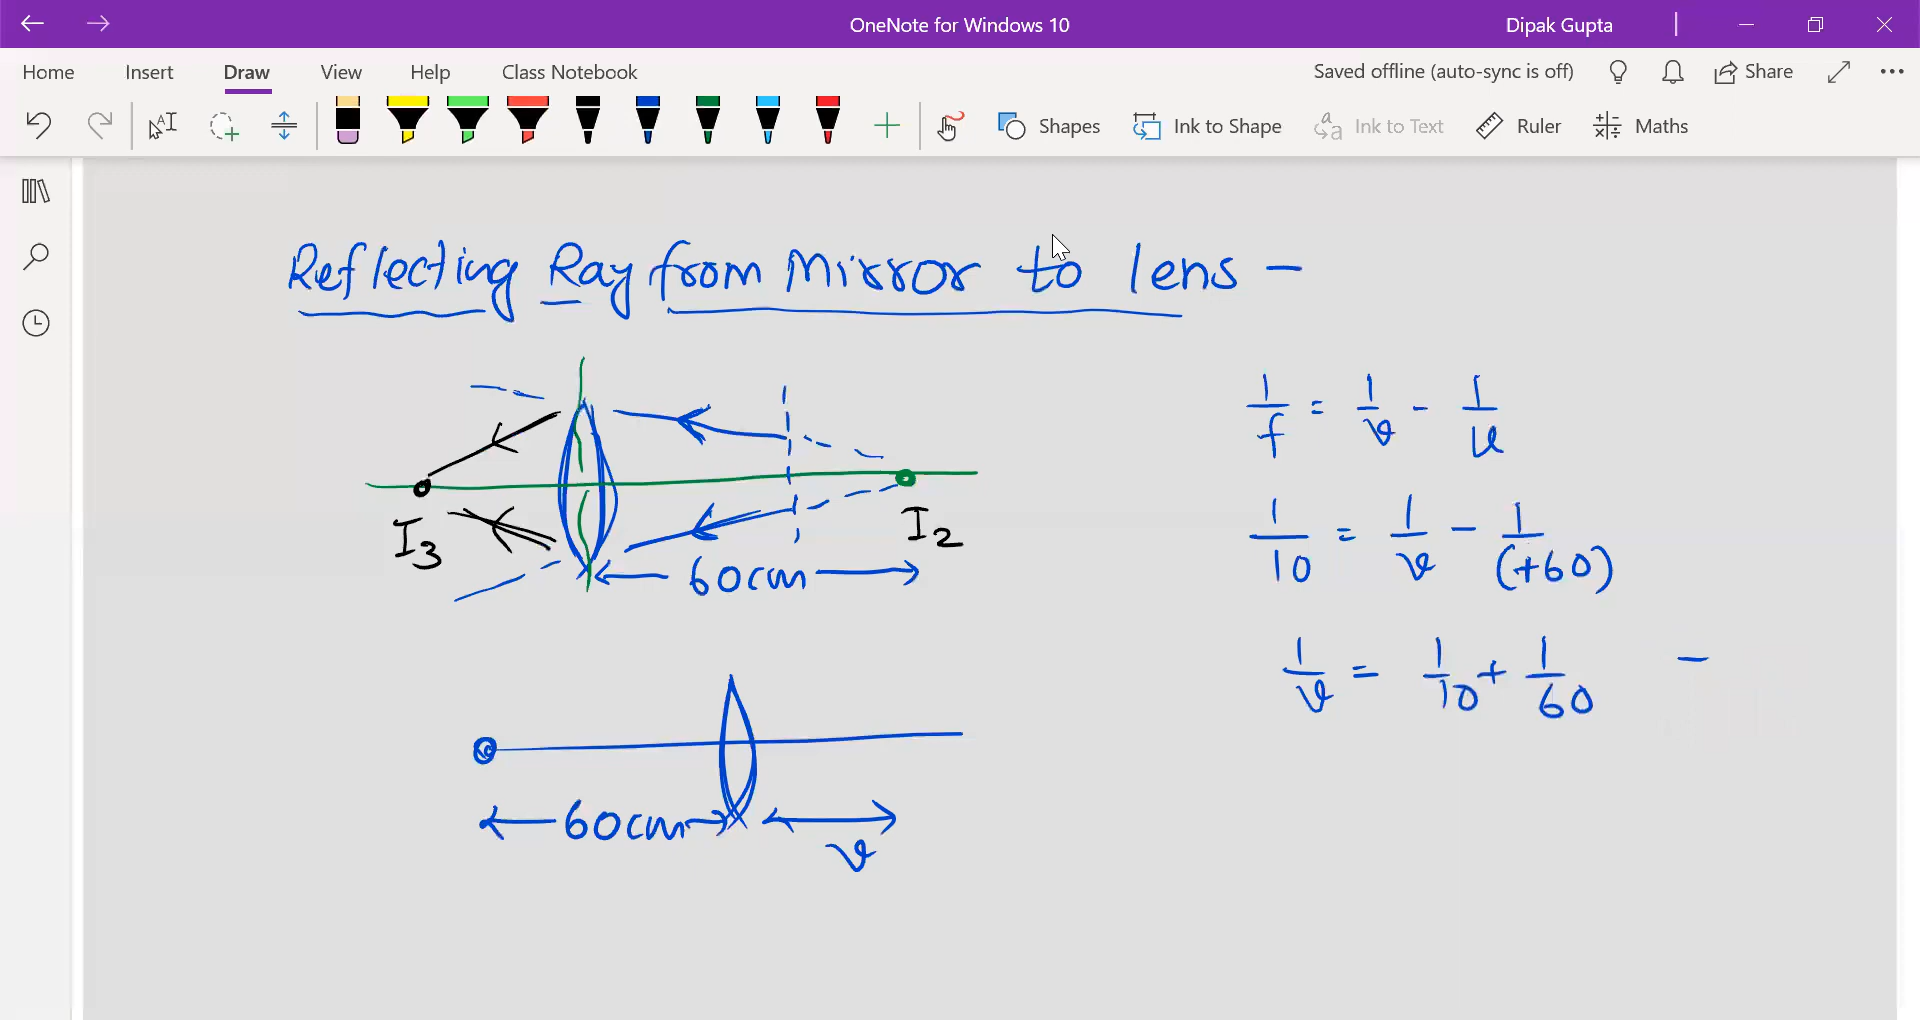 OneNote for Windows 10
Dipak Gupta
Home Insert Draw View Help Class Notebook
Saved offline (auto-sync is off) Share
Shapes Ink to Shape Ink to Text Ruler Maths
Reflecting Ray from Mirror to lens -
1/f = 1/v - 1/u
1/10 = 1/v - 1/(+60)
1/v = 1/10 + 1/60 -
I3
I2
60cm
60cm
v